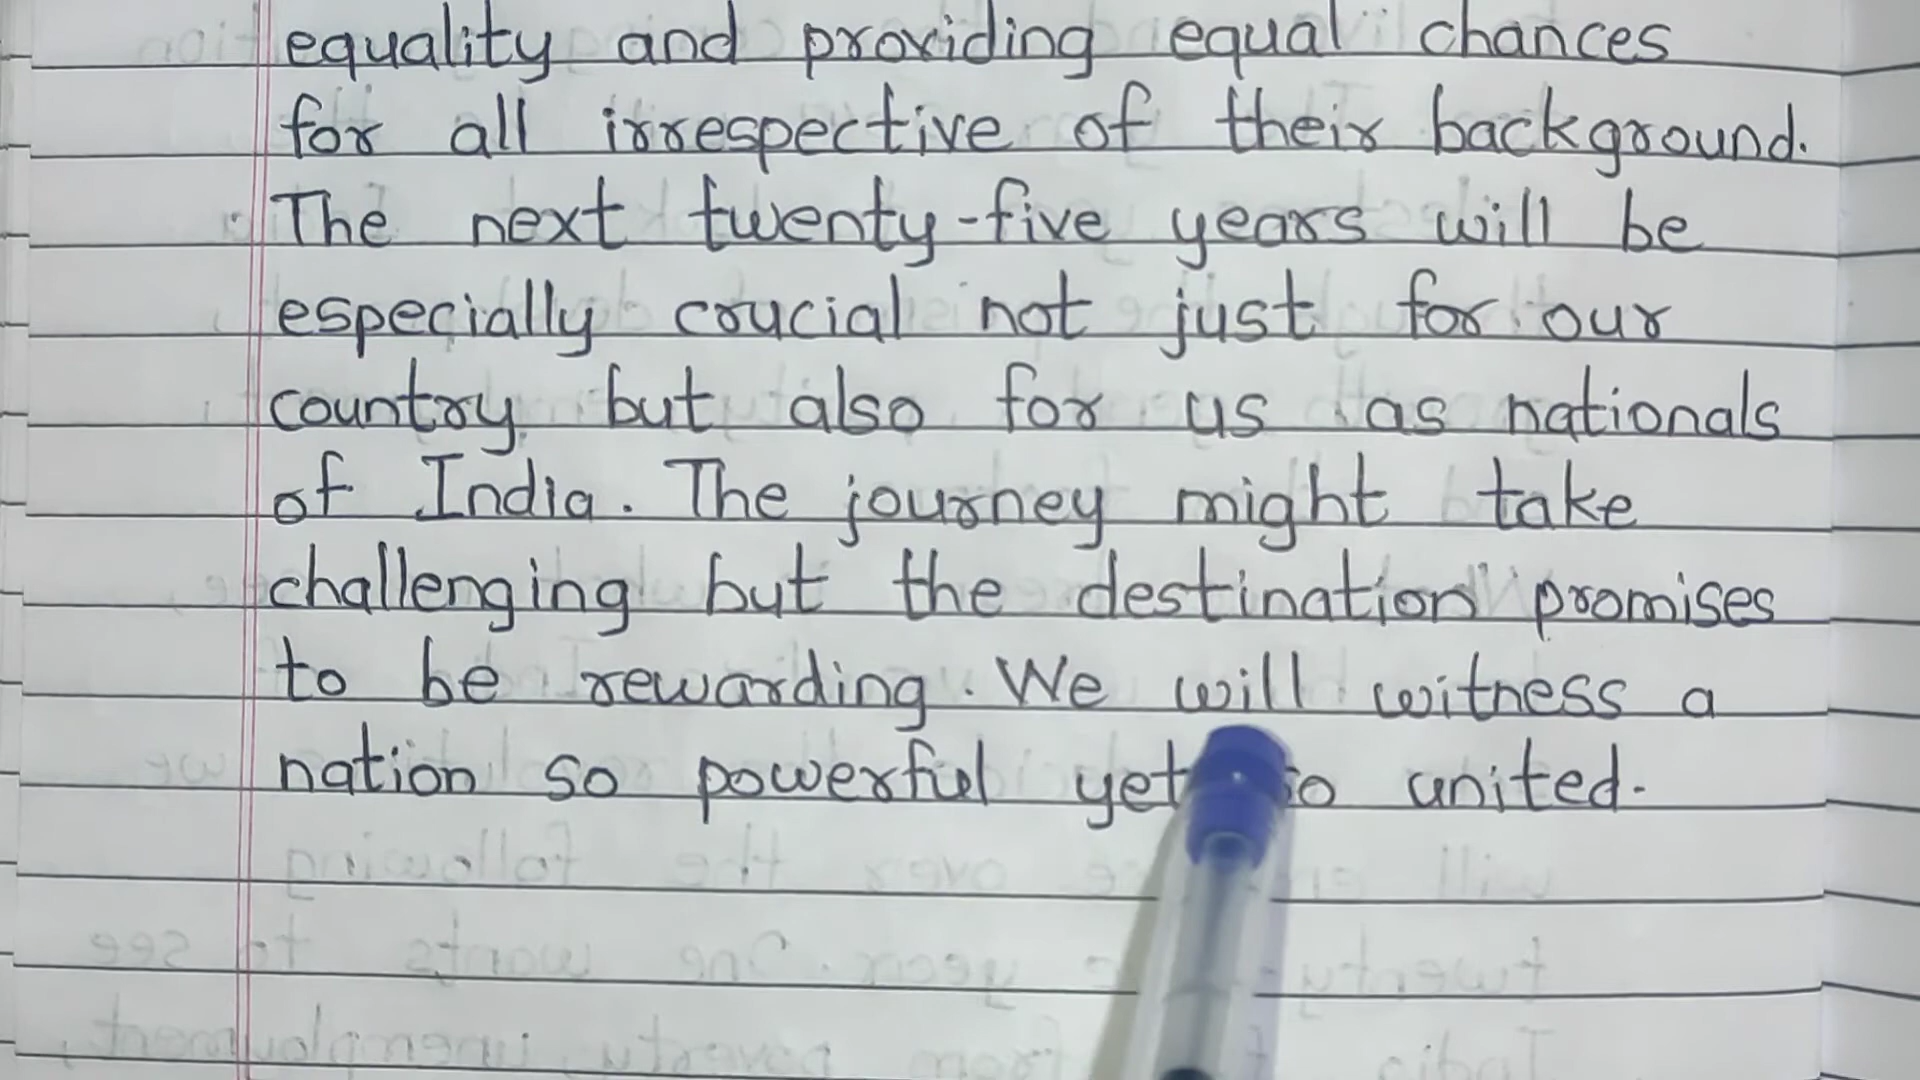 equality and providing equal chances
for all irrespective of their background.
The next twenty-five years will be
especially crucial not just for our
country but also for us as nationals
of India. The journey might take
challenging but the destination promises
to be rewarding. We will witness a
nation so powerful yet so united.